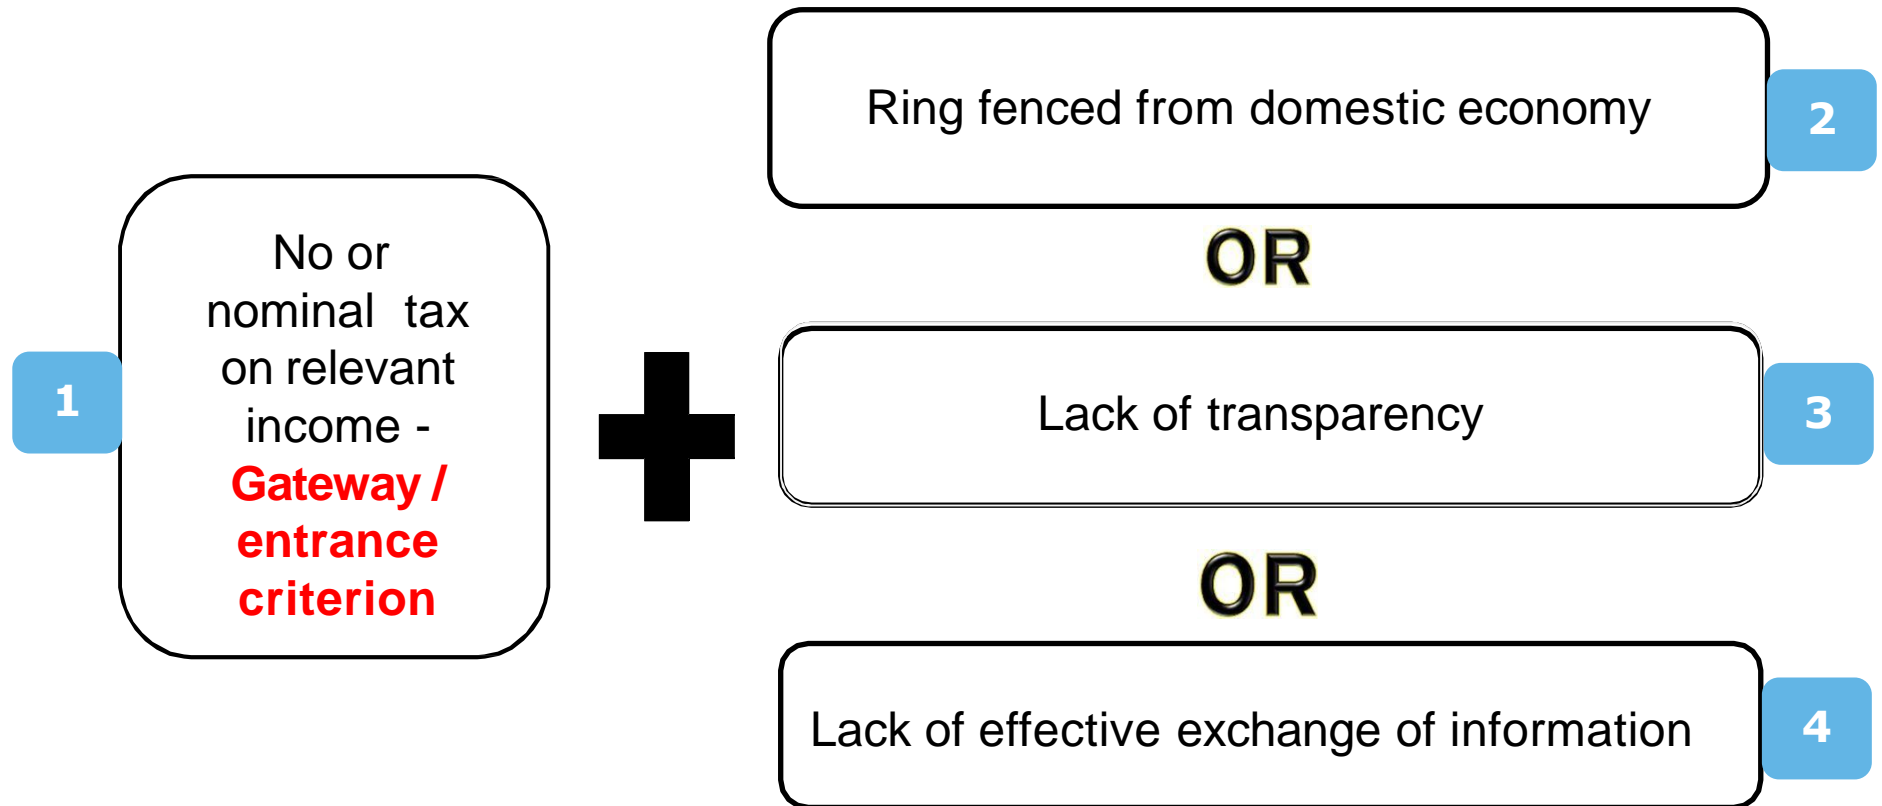 1
No or
nominal tax
on relevant
income -
Gateway /
entrance
criterion
Ring fenced from domestic economy
2
OR
Lack of transparency
3
OR
Lack of effective exchange of information
4